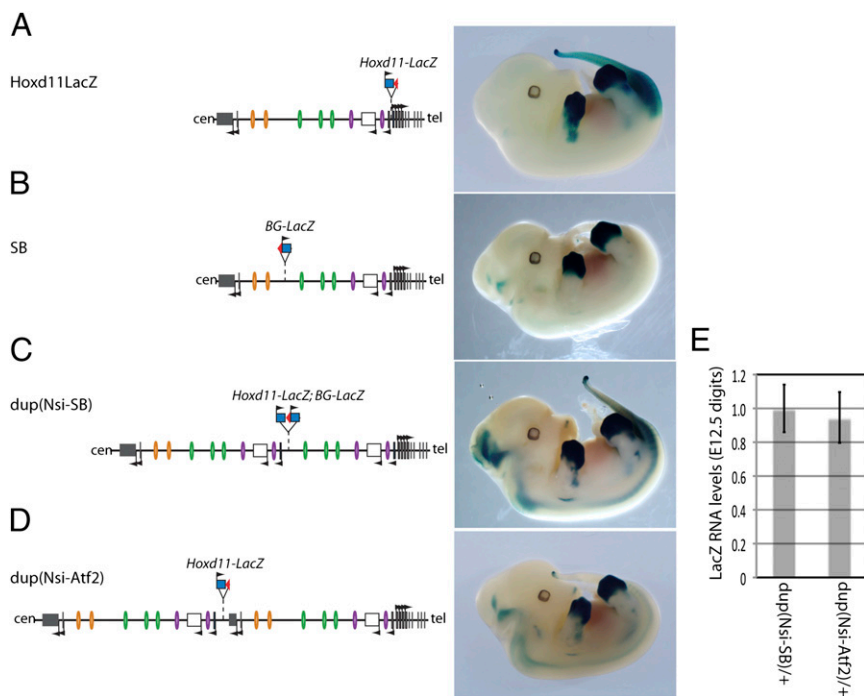 A
Hoxd11LacZ
Hoxd11-LacZ
cen
tel
B
SB
BG-LacZ
cen
tel
C
dup(Nsi-SB)
Hoxd11-LacZ; BG-LacZ
cen
tel
D
dup(Nsi-Atf2)
Hoxd11-LacZ
cen
tel
E
LacZ RNA levels (E12.5 digits)
1.2
1.0
0.8
0.6
0.4
0.2
0
dup(Nsi-SB)/+
dup(Nsi-Atf2)/+